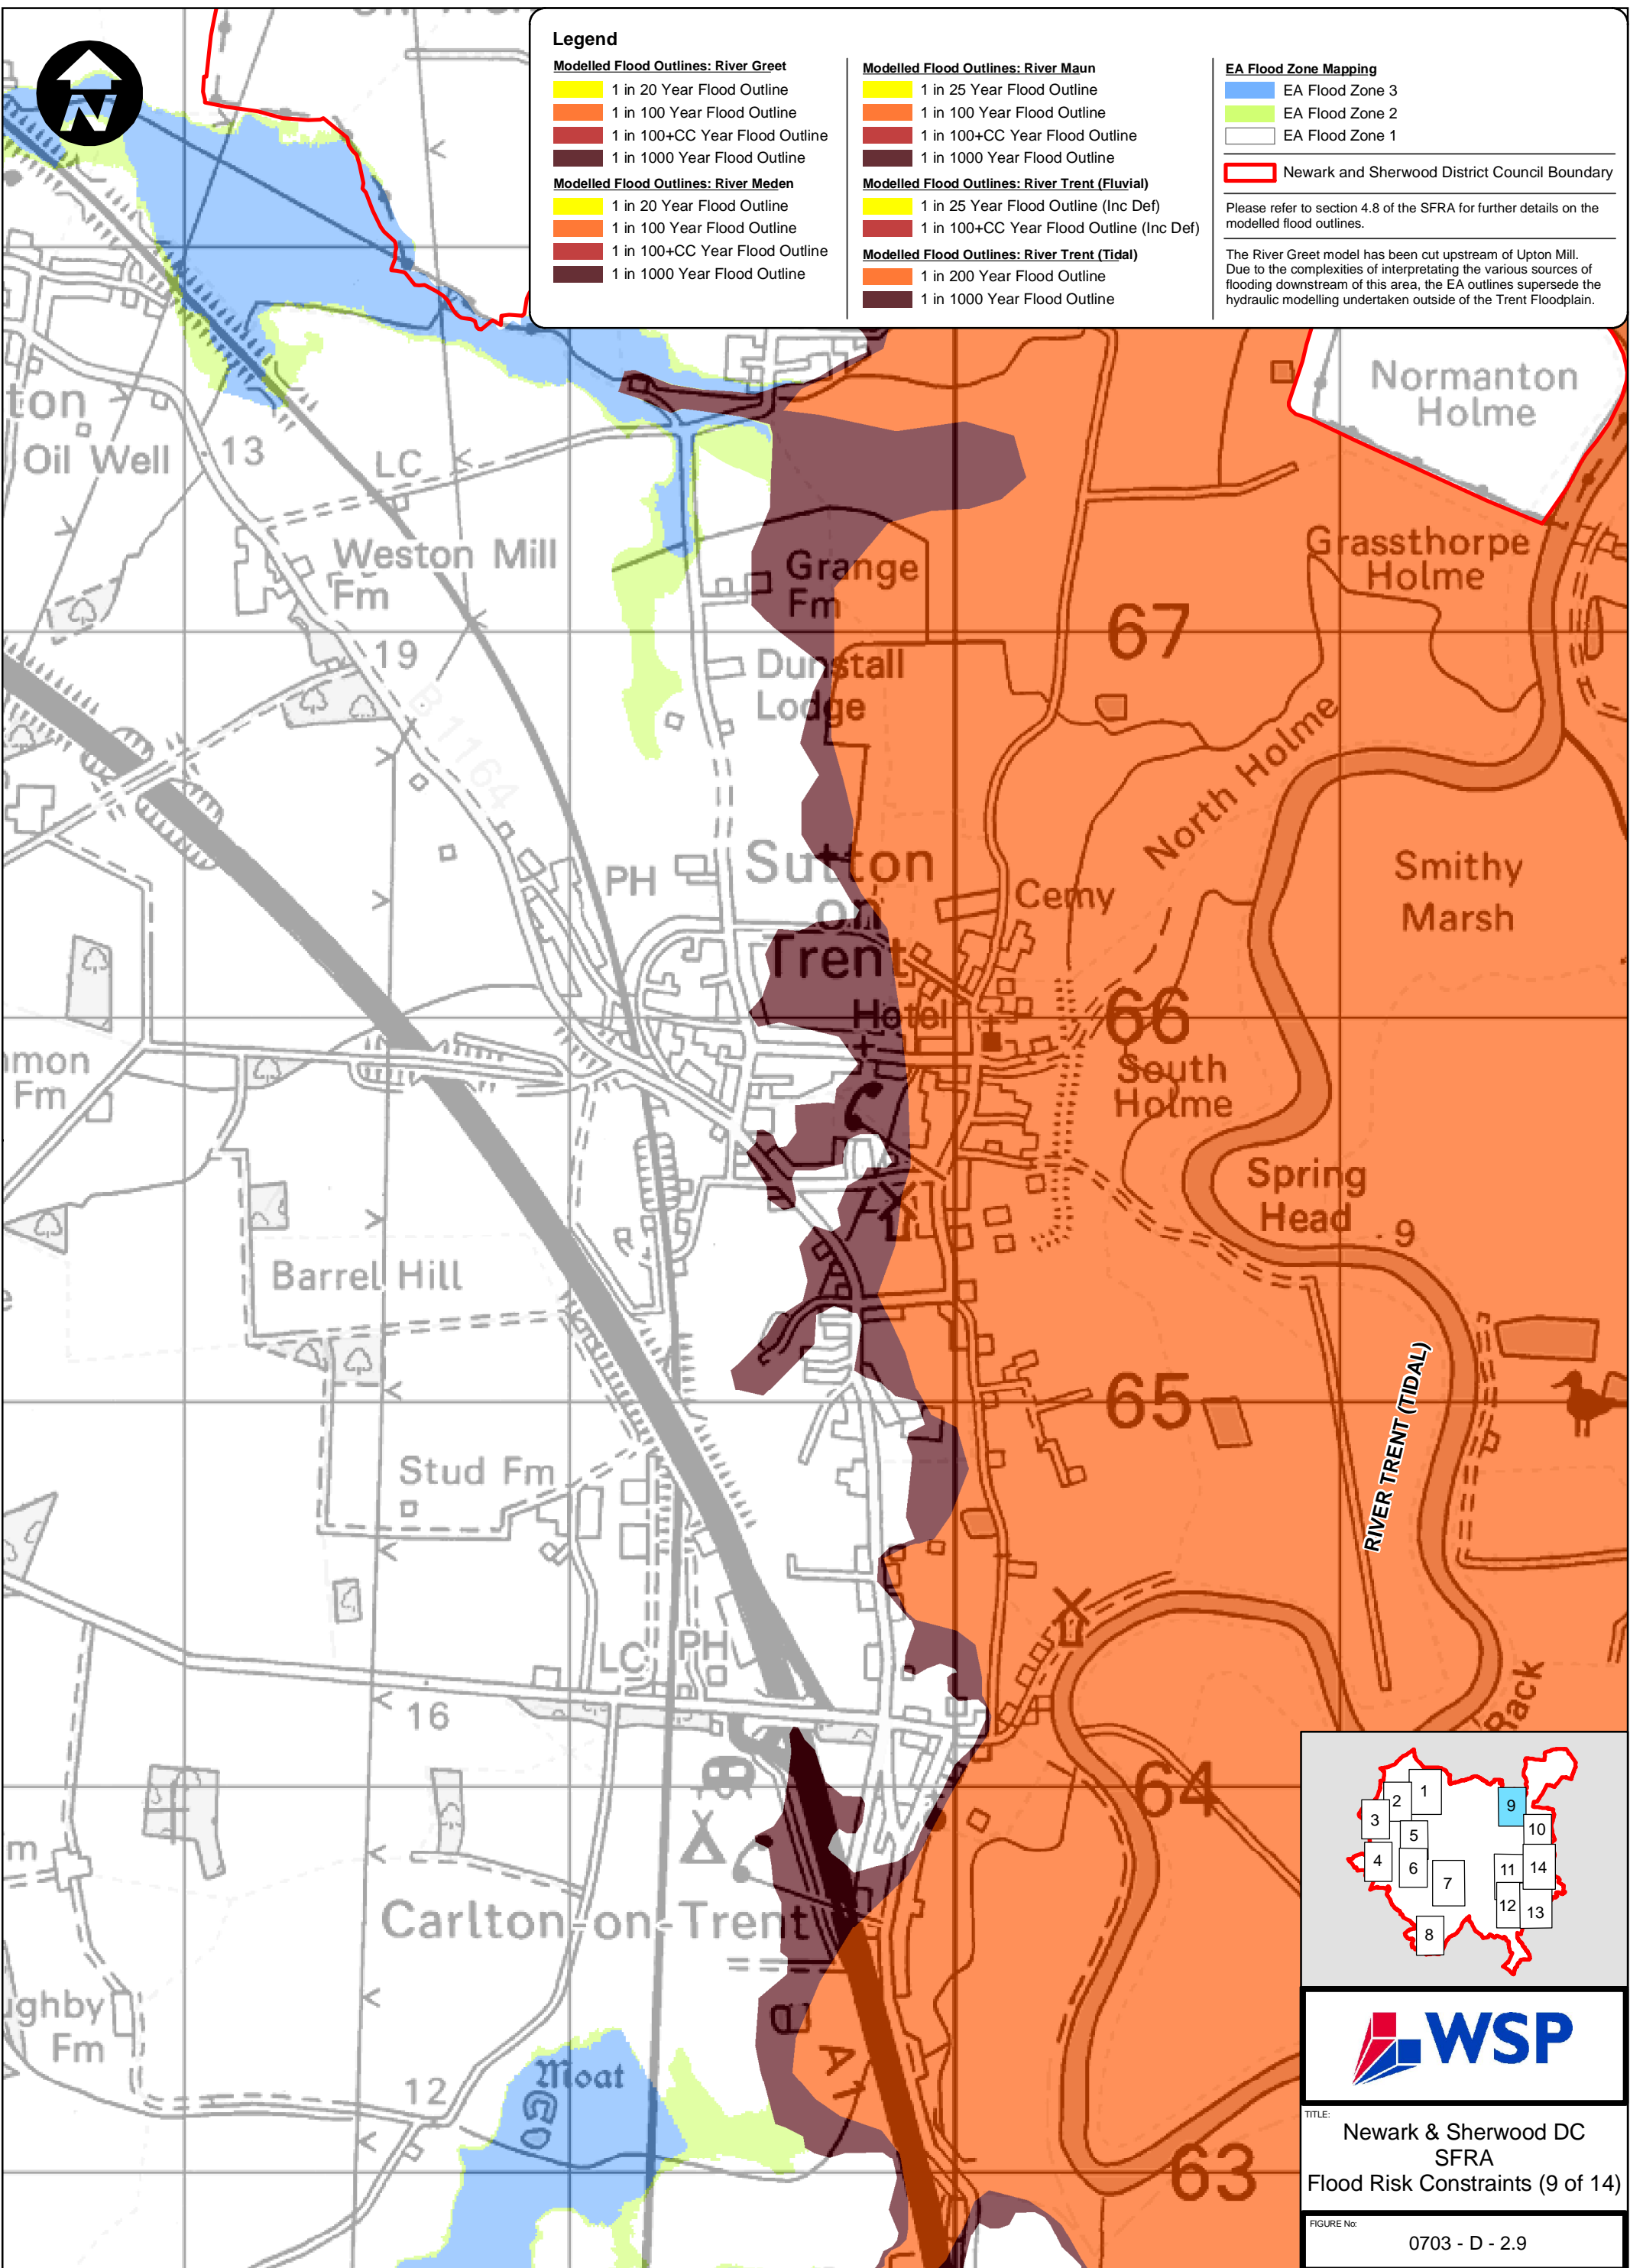 N
Legend
Modelled Flood Outlines: River Greet
1 in 20 Year Flood Outline
1 in 100 Year Flood Outline
1 in 100+CC Year Flood Outline
1 in 1000 Year Flood Outline
Modelled Flood Outlines: River Meden
1 in 20 Year Flood Outline
1 in 100 Year Flood Outline
1 in 100+CC Year Flood Outline
1 in 1000 Year Flood Outline
Modelled Flood Outlines: River Maun
1 in 25 Year Flood Outline
1 in 100 Year Flood Outline
1 in 100+CC Year Flood Outline
1 in 1000 Year Flood Outline
Modelled Flood Outlines: River Trent (Fluvial)
1 in 25 Year Flood Outline (Inc Def)
1 in 100+CC Year Flood Outline (Inc Def)
Modelled Flood Outlines: River Trent (Tidal)
1 in 200 Year Flood Outline
1 in 1000 Year Flood Outline
EA Flood Zone Mapping
EA Flood Zone 3
EA Flood Zone 2
EA Flood Zone 1
Newark and Sherwood District Council Boundary
Please refer to section 4.8 of the SFRA for further details on the
modelled flood outlines.
The River Greet model has been cut upstream of Upton Mill.
Due to the complexities of interpretating the various sources of
flooding downstream of this area, the EA outlines supersede the
hydraulic modelling undertaken outside of the Trent Floodplain.
Normanton
Holme
ton
Oil Well
13
LC
Weston Mill
Fm
Grange
Fm
Grassthorpe
Holme
67
19
Dunstall
Lodge
B 1164
North Holme
PH
Sutton
on
Trent
Cemy
Smithy
Marsh
Hotel
66
mon
Fm
South
Holme
Spring
Head
9
Barrel Hill
65
RIVER TRENT (TIDAL)
Stud Fm
LC
PH
16
Rack
64
m
Carlton-on-Trent
ghby
Fm
A1
Moat
12
63
1
2
3
4
5
6
7
8
9
10
11
12
13
14
WSP
TITLE:
Newark & Sherwood DC
SFRA
Flood Risk Constraints (9 of 14)
FIGURE No:
0703 - D - 2.9